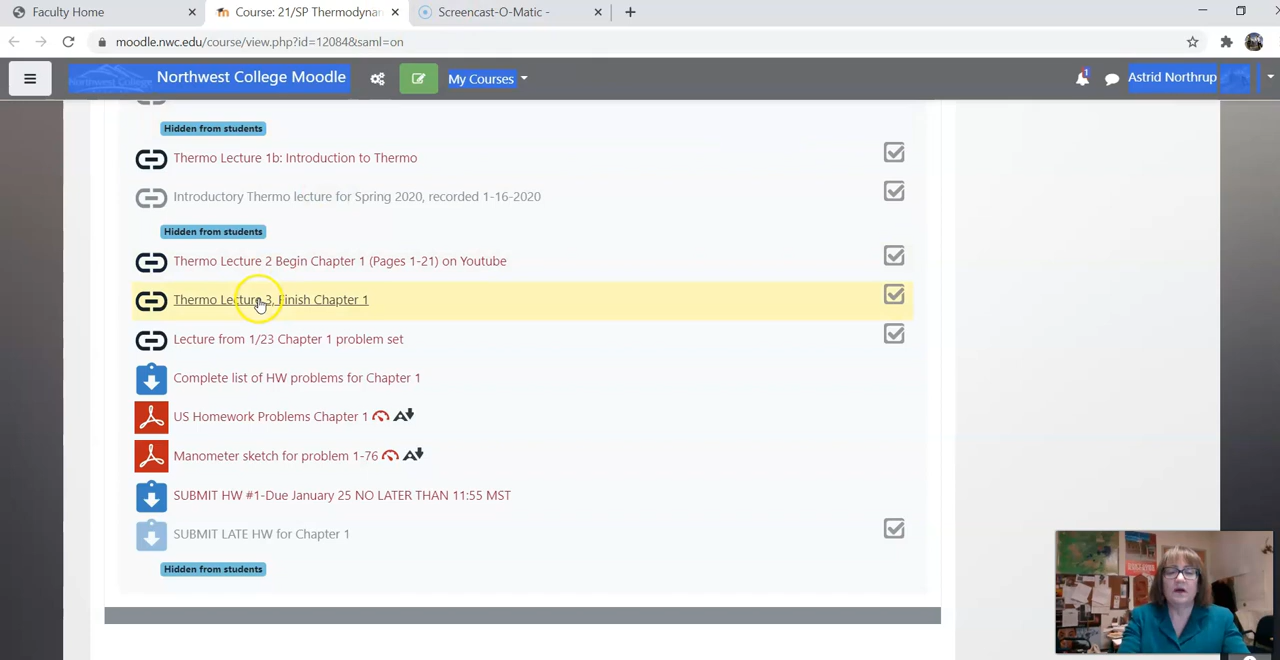 Faculty Home
Course: 21/SP Thermodynan
Screencast-O-Matic -
moodle.nwc.edu/course/view.php?id=12084&saml=on
Northwest College Moodle
My Courses
1
Astrid Northrup
Hidden from students
Thermo Lecture 1b: Introduction to Thermo
Introductory Thermo lecture for Spring 2020, recorded 1-16-2020
Hidden from students
Thermo Lecture 2 Begin Chapter 1 (Pages 1-21) on Youtube
Thermo Lecture 3, Finish Chapter 1
Lecture from 1/23 Chapter 1 problem set
Complete list of HW problems for Chapter 1
US Homework Problems Chapter 1
Manometer sketch for problem 1-76
SUBMIT HW #1-Due January 25 NO LATER THAN 11:55 MST
SUBMIT LATE HW for Chapter 1
Hidden from students